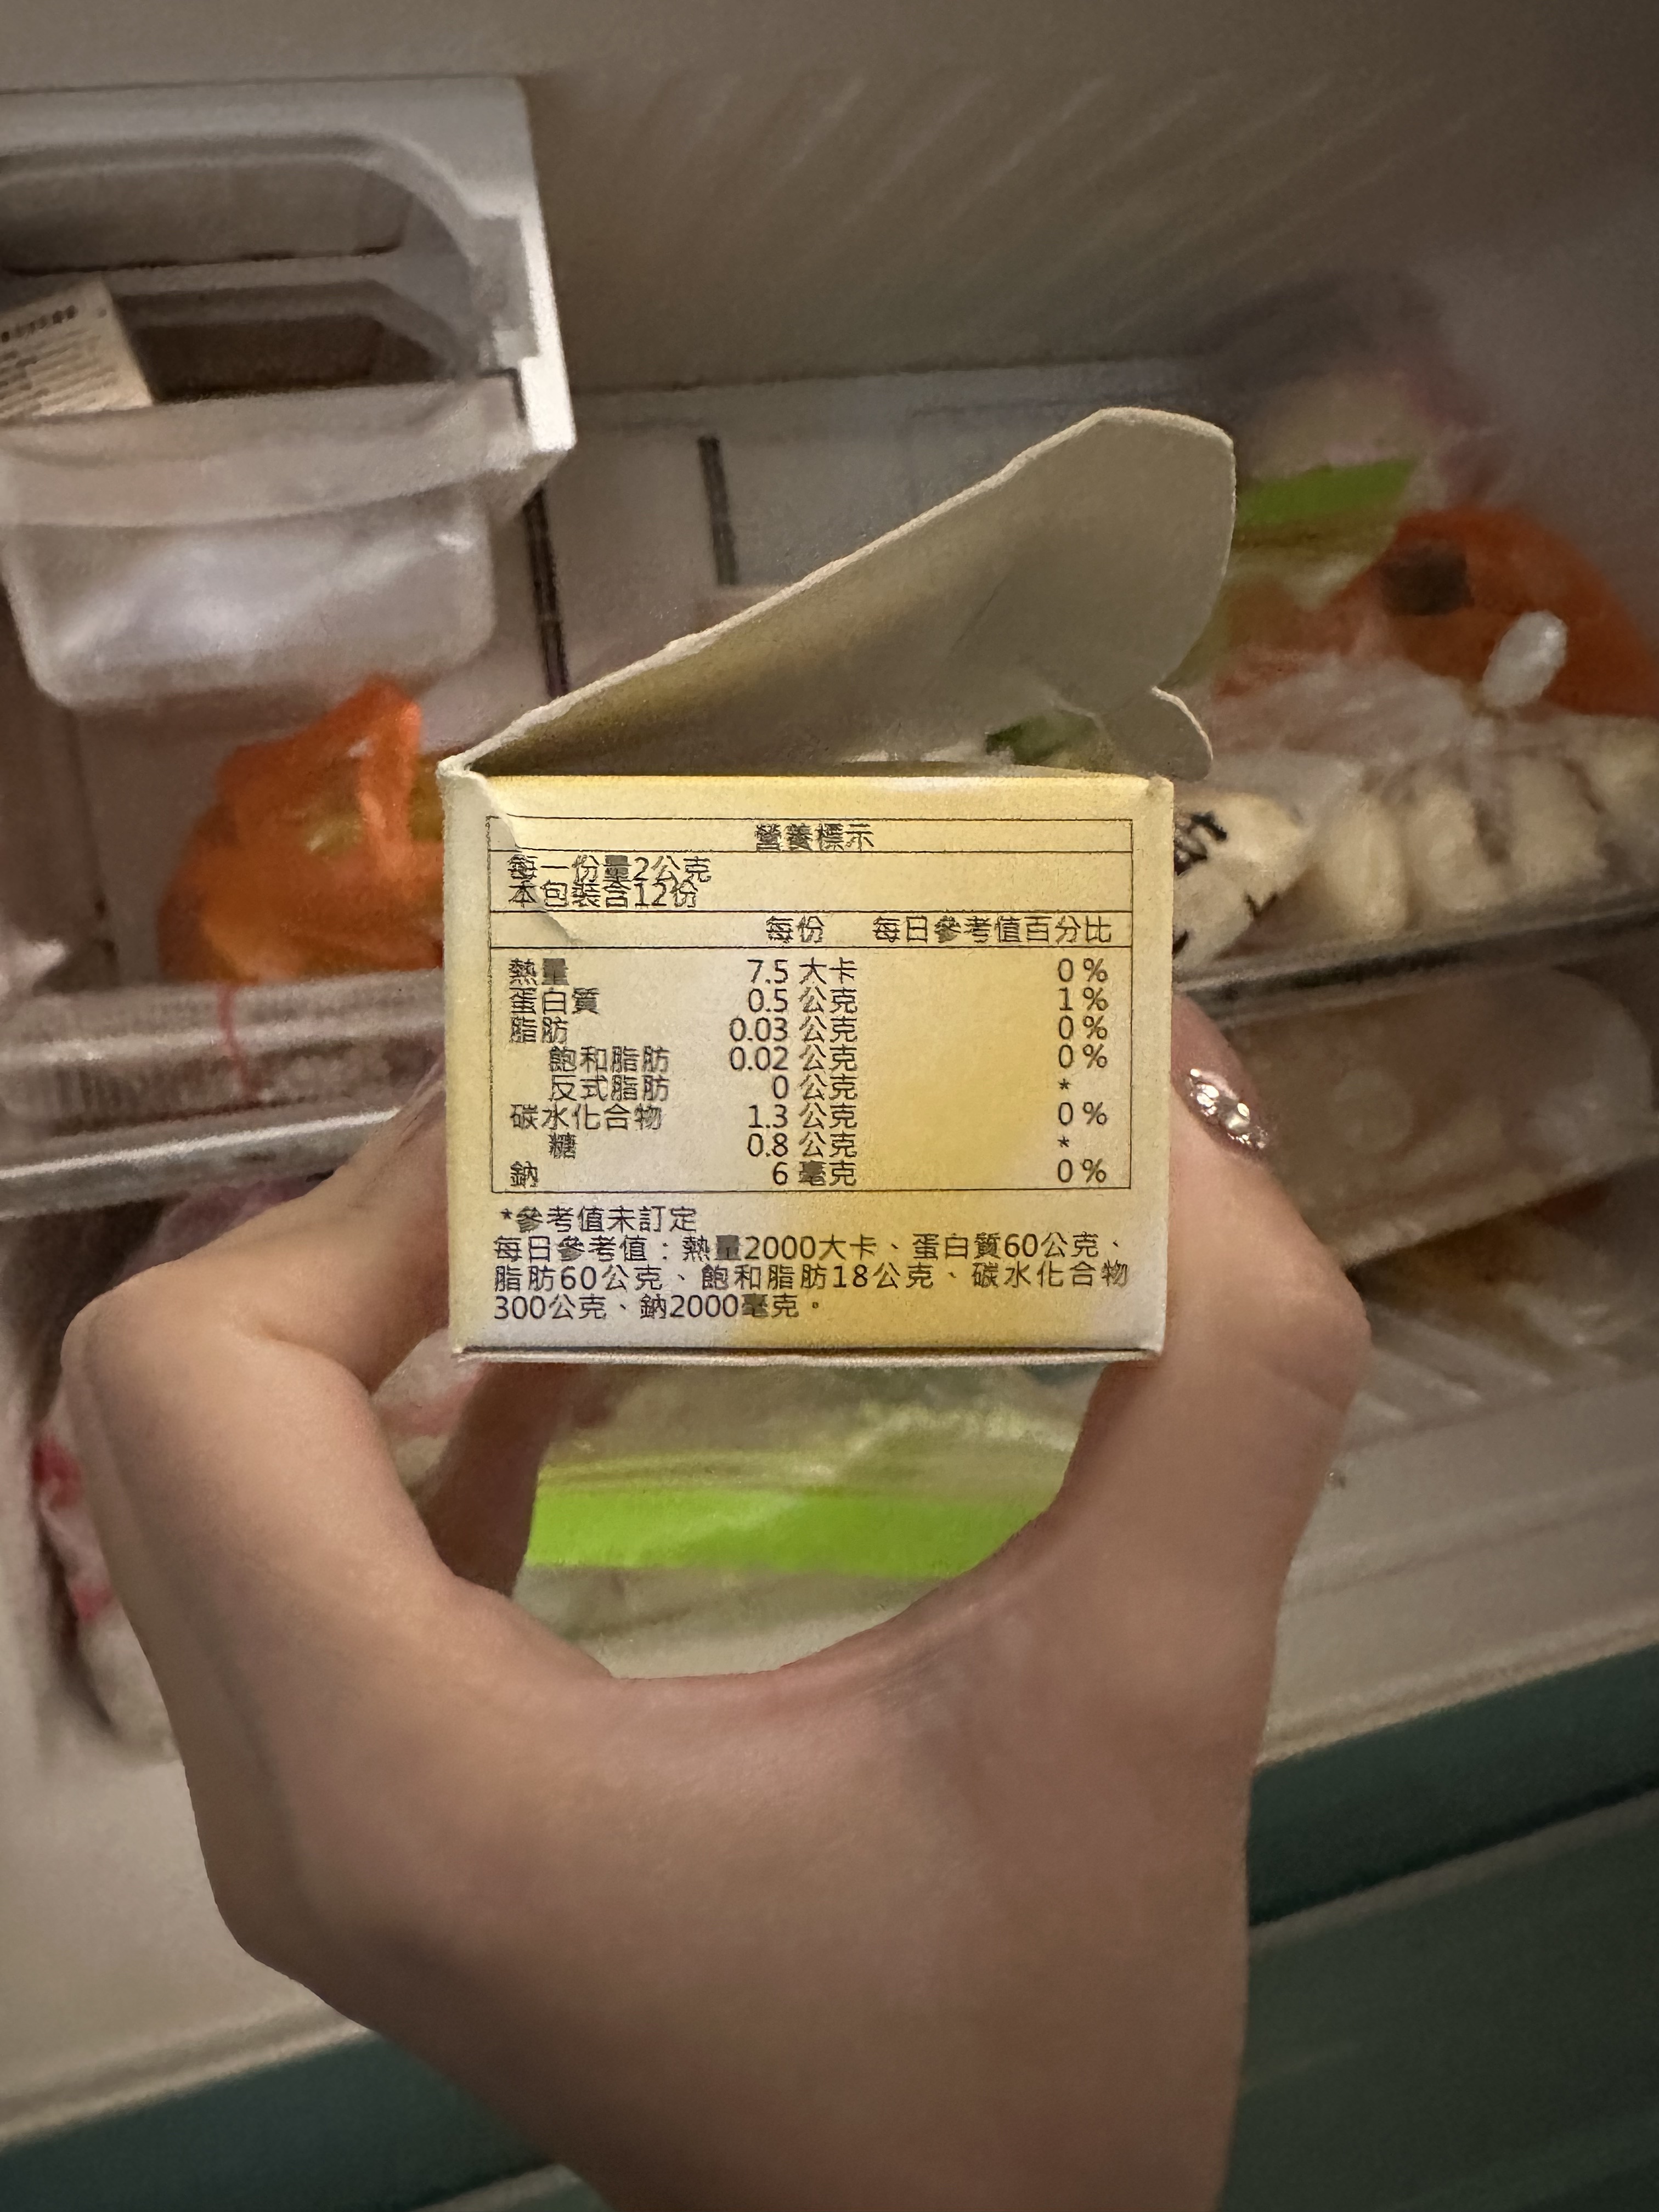 營養標示
每一份量2公克
本包裝含12份
每份 每日參考值百分比
熱量 7.5 大卡 0%
蛋白質 0.5 公克 1%
脂肪 0.03 公克 0%
飽和脂肪 0.02 公克 0%
反式脂肪 0 公克 *
碳水化合物 1.3 公克 0%
糖 0.8 公克 *
鈉 6 毫克 0%
*參考值未訂定
每日參考值：熱量2000大卡、蛋白質60公克、
脂肪60公克、飽和脂肪18公克、碳水化合物
300公克、鈉2000毫克。